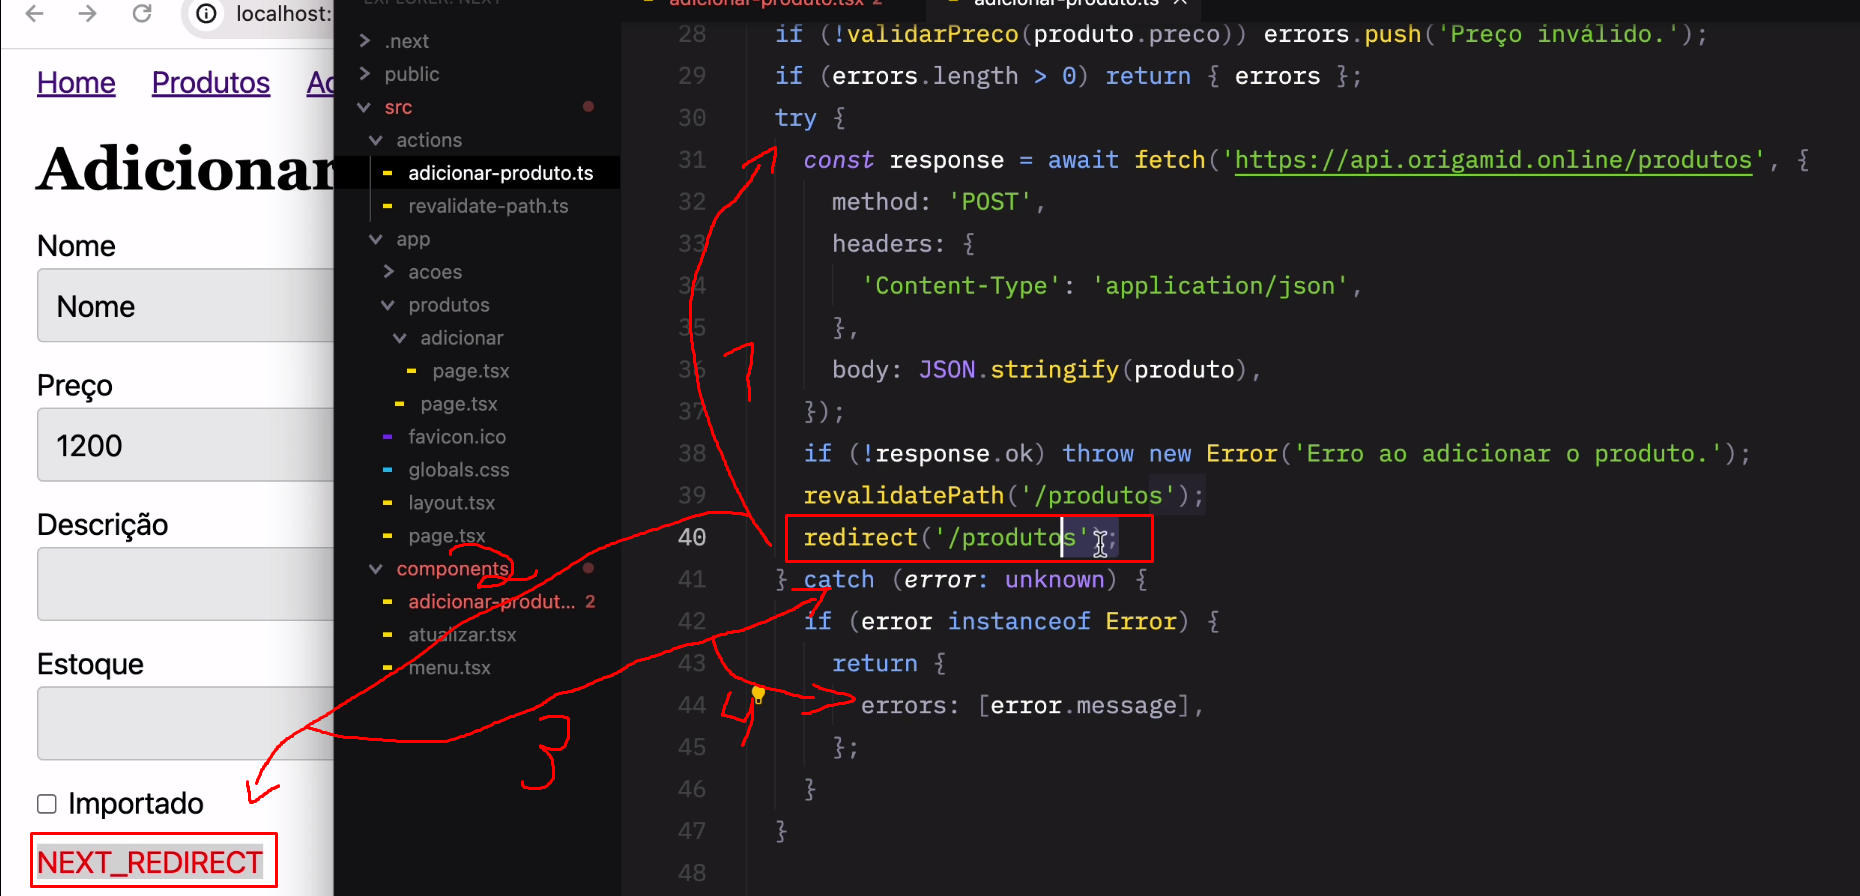 localhost:
Home Produtos
Adicionar
Nome
Nome
Preço
1200
Descrição
Estoque
Importado
NEXT_REDIRECT
EXPLORER: NEXT
.next
public
src
actions
adicionar-produto.ts
revalidate-path.ts
app
acoes
produtos
adicionar
page.tsx
page.tsx
favicon.ico
globals.css
layout.tsx
page.tsx
components
adicionar-produt... 2
atualizar.tsx
menu.tsx
adicionar-produto.tsx 2 adicionar-produto.ts
28 if (!validarPreco(produto.preco)) errors.push('Preço inválido.');
29 if (errors.length > 0) return { errors };
30 try {
31 const response = await fetch('https://api.origamid.online/produtos', {
32 method: 'POST',
33 headers: {
34 'Content-Type': 'application/json',
35 },
36 body: JSON.stringify(produto),
37 });
38 if (!response.ok) throw new Error('Erro ao adicionar o produto.');
39 revalidatePath('/produtos');
40 redirect('/produtos');
41 } catch (error: unknown) {
42 if (error instanceof Error) {
43 return {
44 errors: [error.message],
45 };
46 }
47 }
48
1
2
3
4